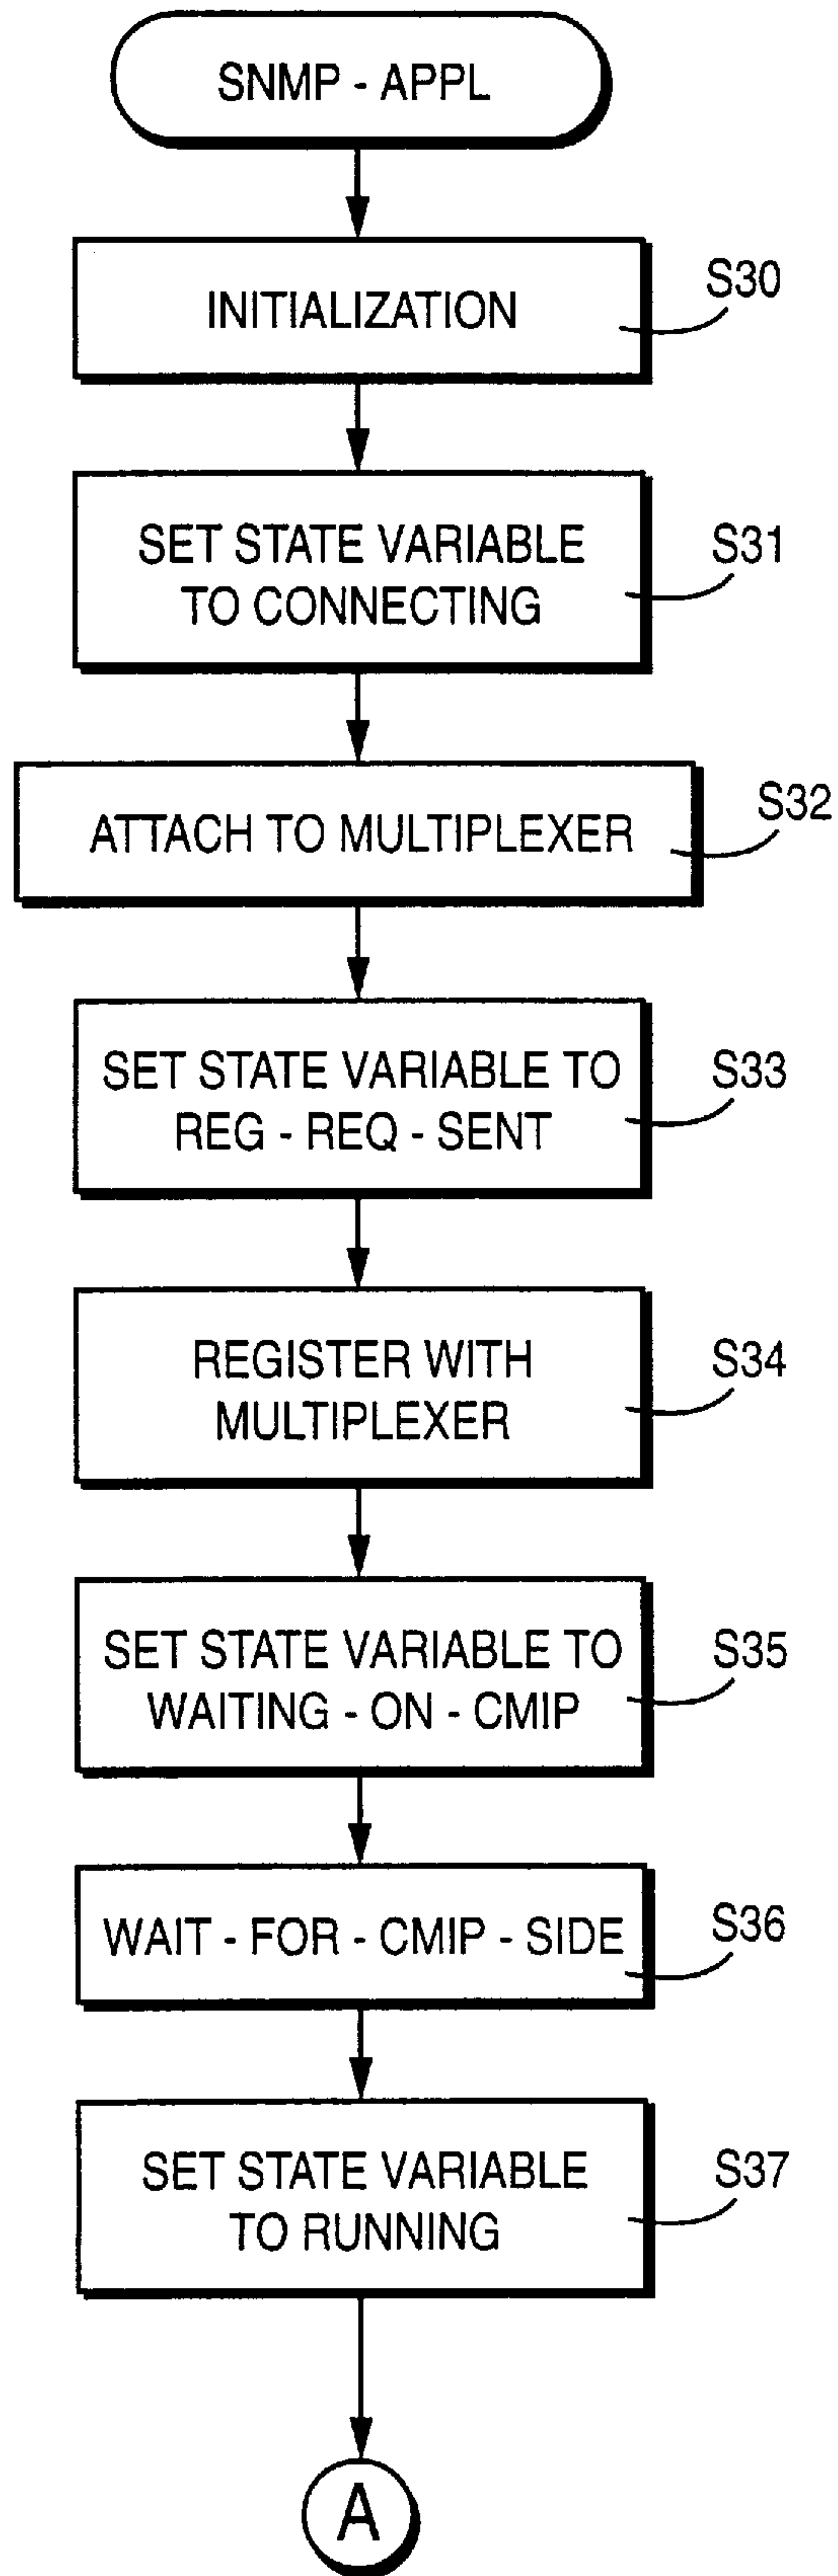 SNMP - APPL
INITIALIZATION
S30
SET STATE VARIABLE
TO CONNECTING
S31
ATTACH TO MULTIPLEXER
S32
SET STATE VARIABLE TO
REG - REQ - SENT
S33
REGISTER WITH
MULTIPLEXER
S34
SET STATE VARIABLE TO
WAITING - ON - CMIP
S35
WAIT - FOR - CMIP - SIDE
S36
SET STATE VARIABLE
TO RUNNING
S37
A